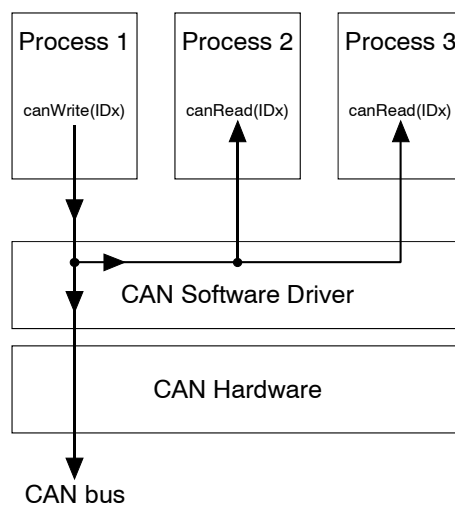 Process 1
Process 2
Process 3
canWrite(IDx)
canRead(IDx)
canRead(IDx)
CAN Software Driver
CAN Hardware
CAN bus